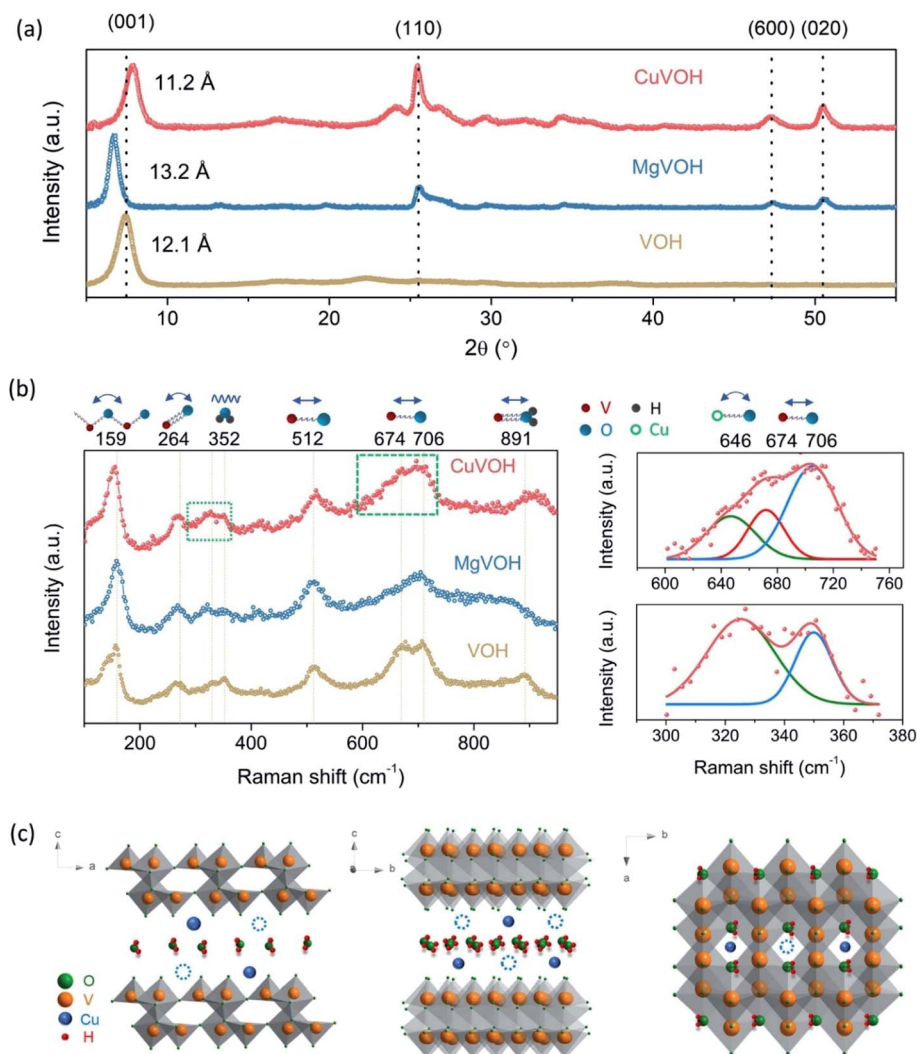 (a)
(001) (110) (600) (020)
11.2 Å CuVOH
13.2 Å MgVOH
12.1 Å VOH
Intensity (a.u.)
10 20 30 40 50
2θ (°)
(b)
159 264 352 512 674 706 891
CuVOH
MgVOH
VOH
Intensity (a.u.)
200 400 600 800
Raman shift (cm⁻¹)
V H
O Cu
646 674 706
Intensity (a.u.)
600 640 680 720 760
Intensity (a.u.)
300 320 340 360 380
Raman shift (cm⁻¹)
(c)
c
a
c
a b
b
a
O
V
Cu
H